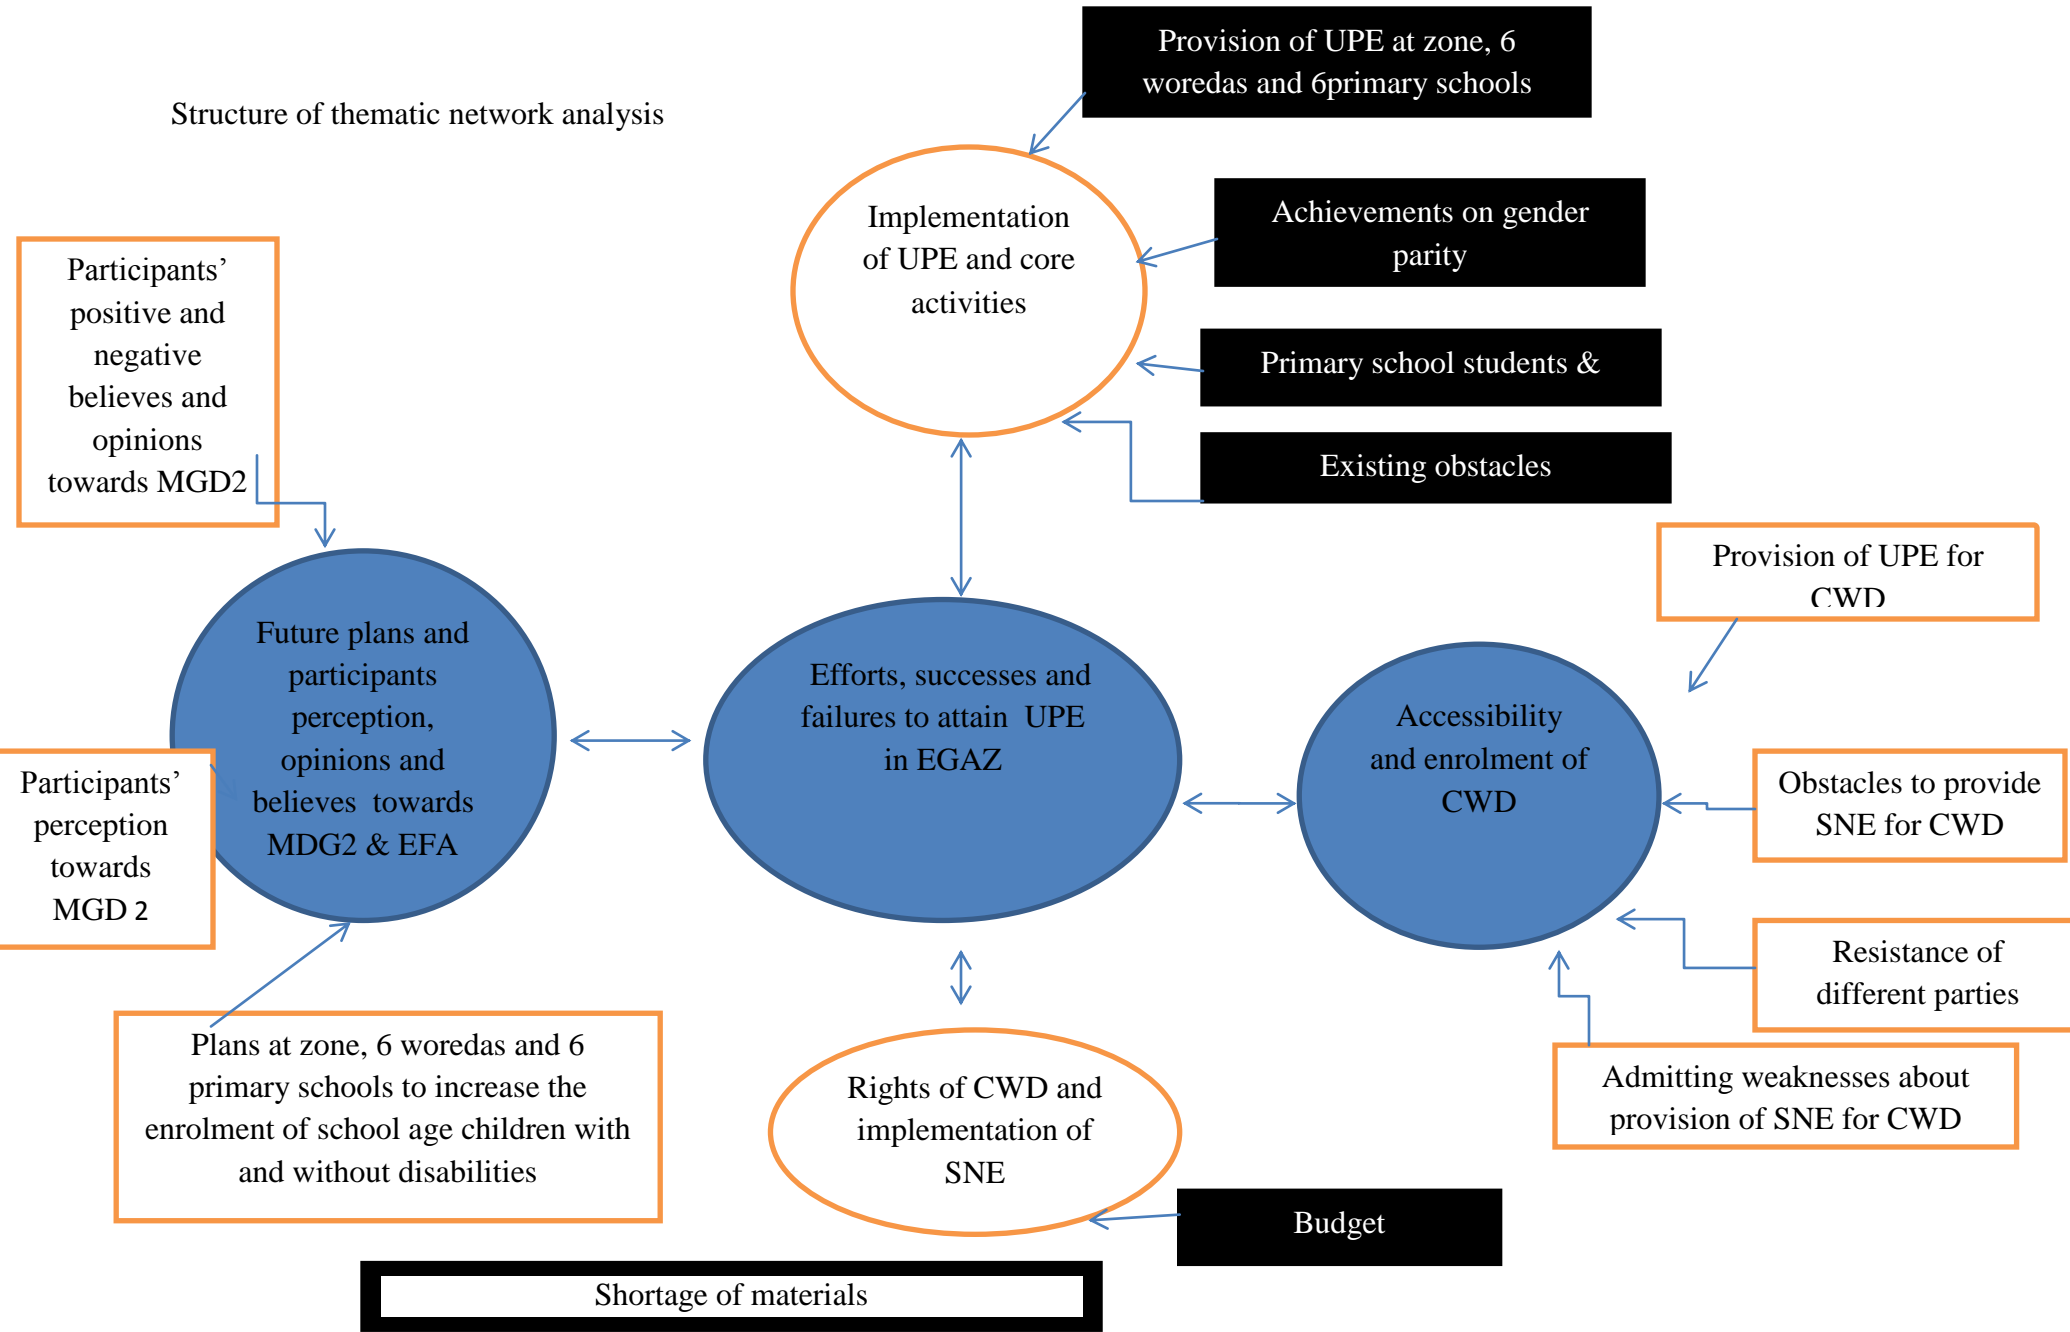 Structure of thematic network analysis
Provision of UPE at zone, 6
woredas and 6primary schools
Implementation
of UPE and core
activities
Achievements on gender
parity
Primary school students &
Existing obstacles
Participants’
positive and
negative
believes and
opinions
towards MGD2
Future plans and
participants
perception,
opinions and
believes towards
MDG2 & EFA
Efforts, successes and
failures to attain UPE
in EGAZ
Accessibility
and enrolment of
CWD
Provision of UPE for
CWD
Obstacles to provide
SNE for CWD
Resistance of
different parties
Admitting weaknesses about
provision of SNE for CWD
Participants’
perception
towards
MGD 2
Plans at zone, 6 woredas and 6
primary schools to increase the
enrolment of school age children with
and without disabilities
Rights of CWD and
implementation of
SNE
Budget
Shortage of materials